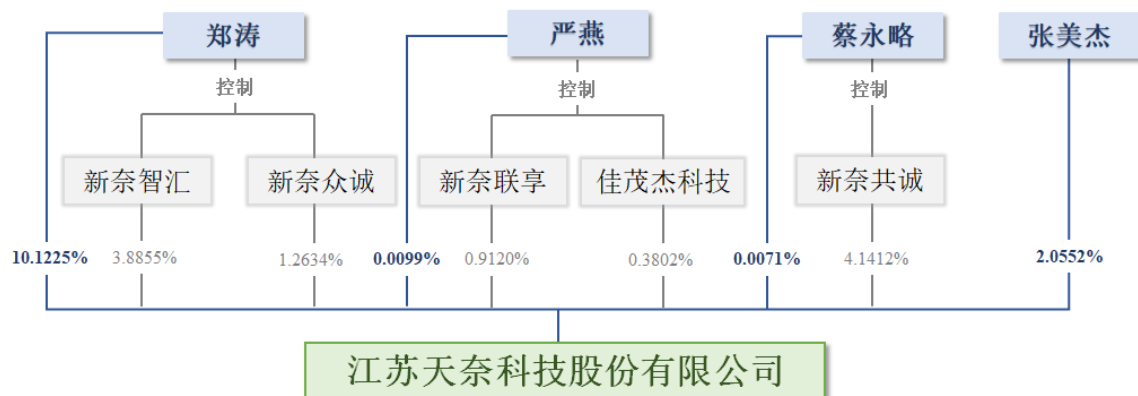 郑涛 严燕 蔡永略 张美杰
控制 控制 控制
新奈智汇 新奈众诚 新奈联享 佳茂杰科技 新奈共诚
10.1225% 3.8855% 1.2634% 0.0099% 0.9120% 0.3802% 0.0071% 4.1412% 2.0552%
江苏天奈科技股份有限公司